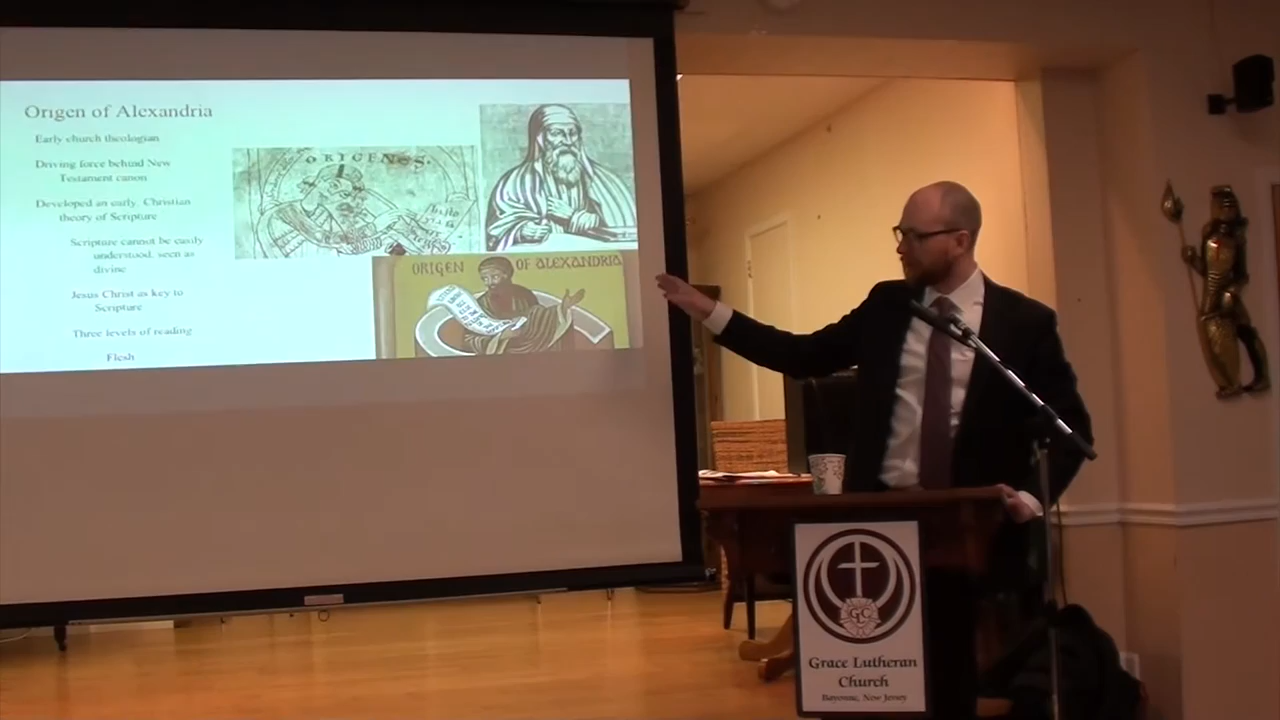 Origen of Alexandria
Early church theologian
Driving force behind New
Testament canon
Developed an early, Christian
theory of Scripture
Scripture cannot be easily
understood, seen as
divine
Jesus Christ as key to
Scripture
Three levels of reading
Flesh
ORIGENES.
ORIGEN OF ALEXANDRIA
GLC
Grace Lutheran
Church
Bayonne, New Jersey